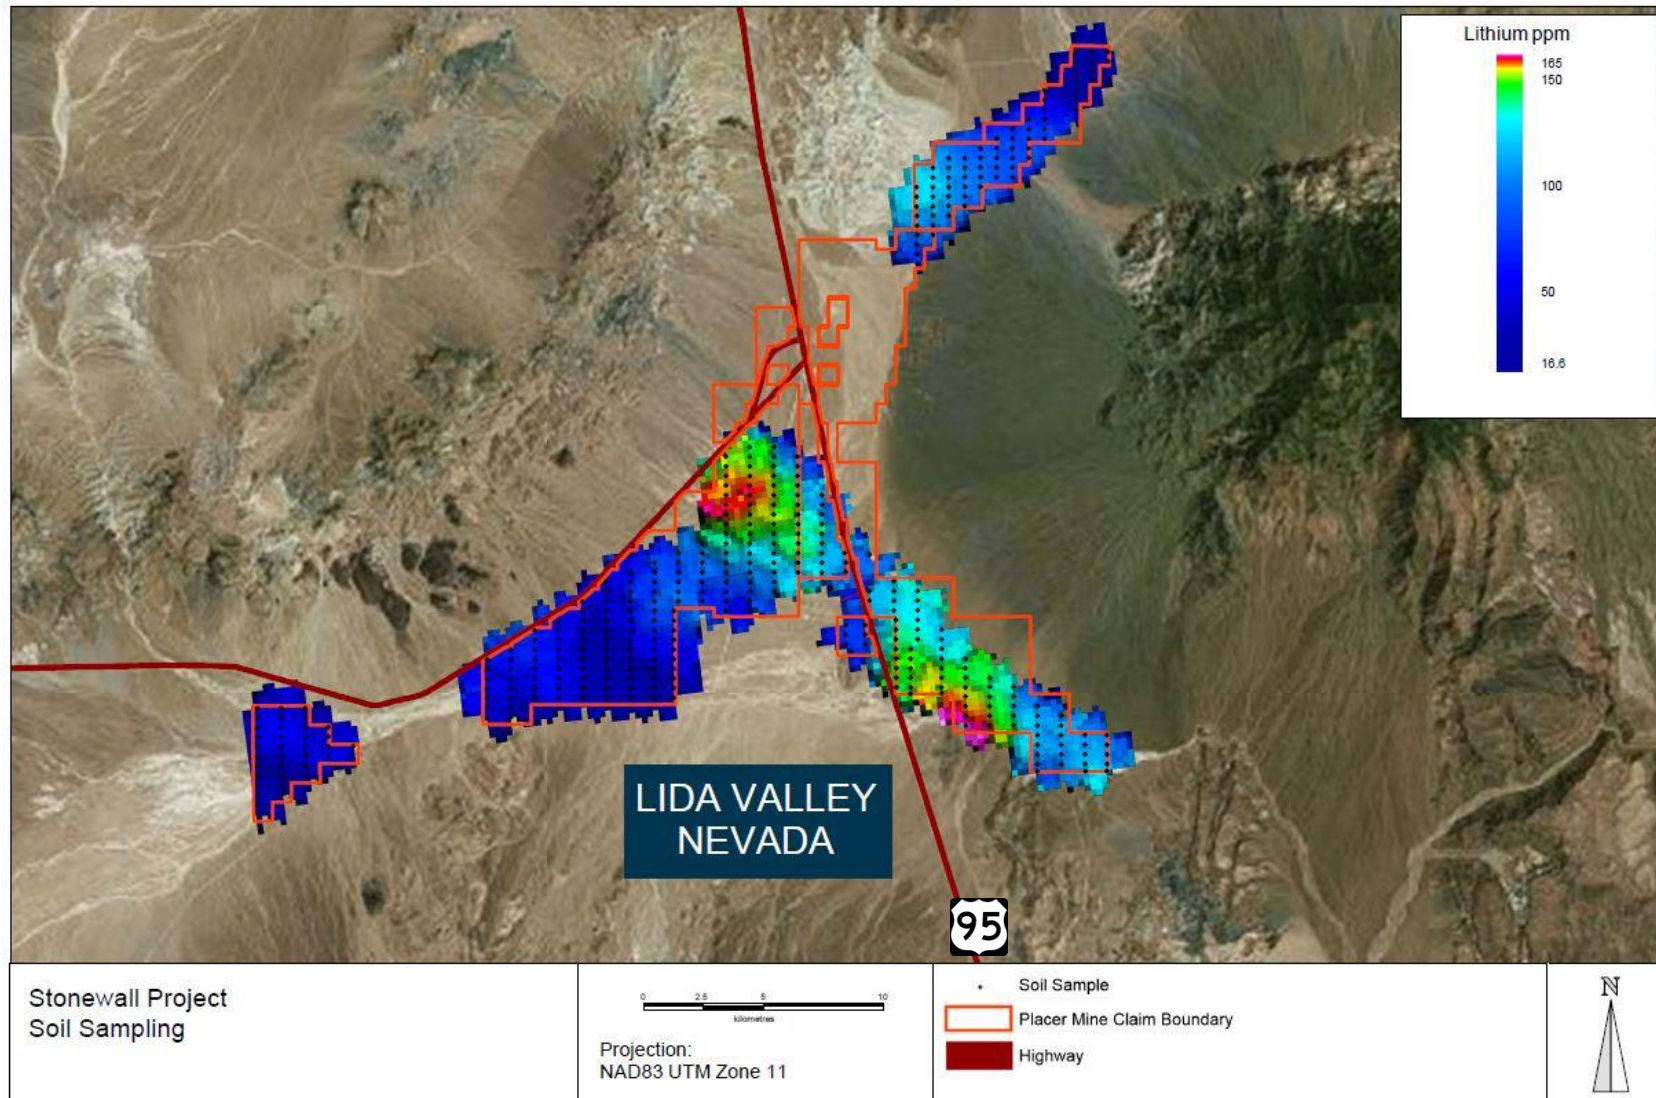 Lithium ppm
165
150
100
50
16.6
LIDA VALLEY
NEVADA
95
Stonewall Project
Soil Sampling
0 2.5 5 10
kilometres
Projection:
NAD83 UTM Zone 11
Soil Sample
Placer Mine Claim Boundary
Highway
N